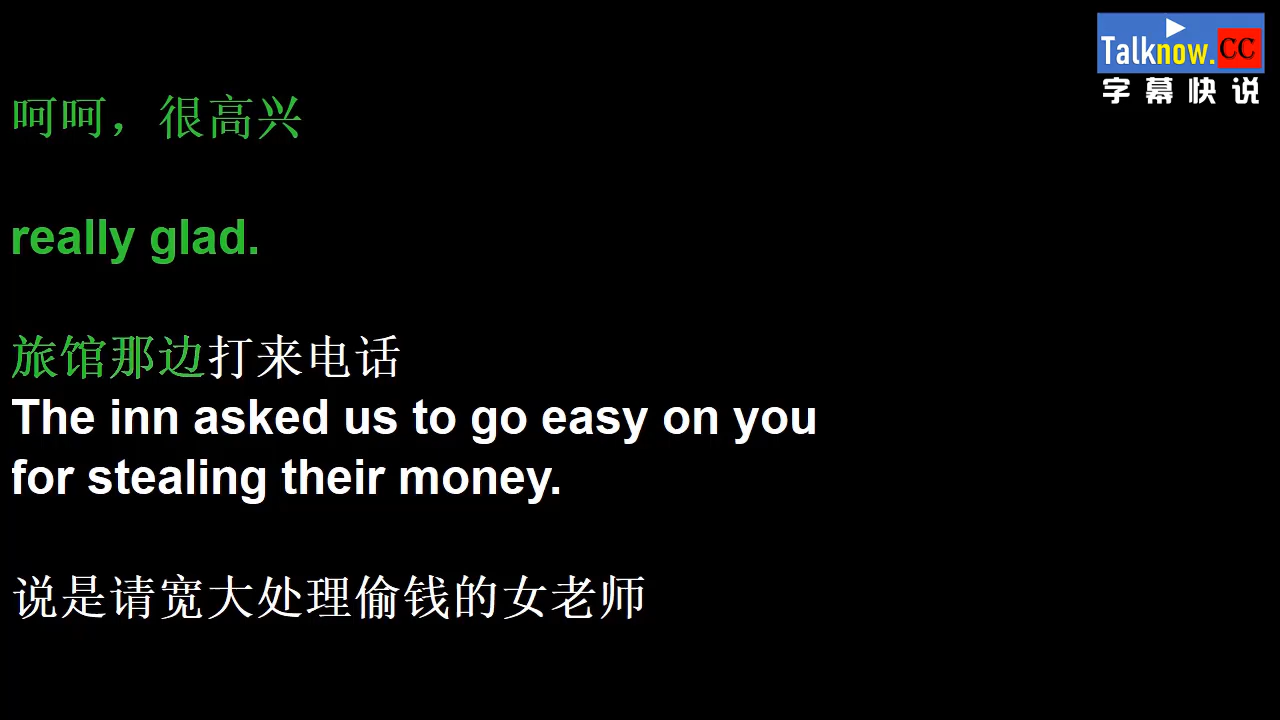 Talknow.CC
字幕快说
呵呵，很高兴
really glad.
旅馆那边打来电话
The inn asked us to go easy on you
for stealing their money.
说是请宽大处理偷钱的女老师